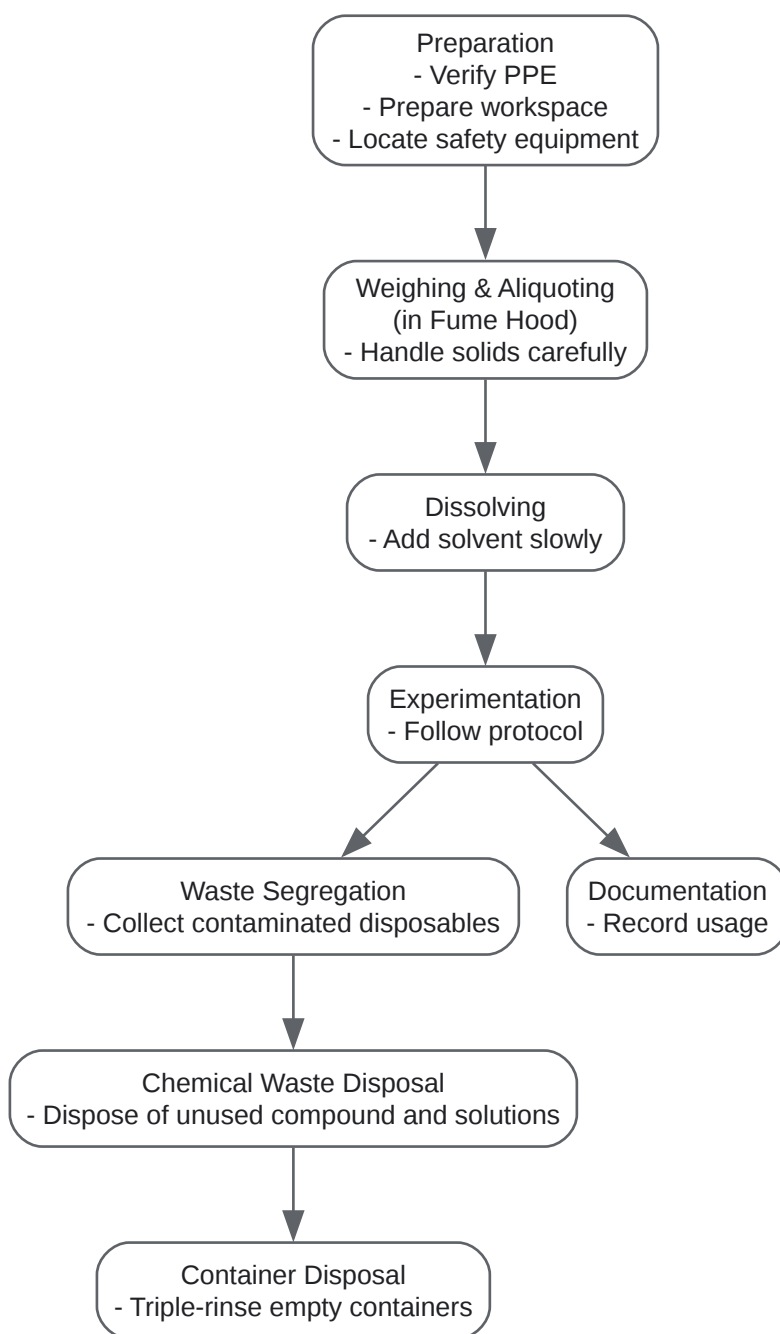 Preparation
- Verify PPE
- Prepare workspace
- Locate safety equipment
Weighing & Aliquoting
(in Fume Hood)
- Handle solids carefully
Dissolving
- Add solvent slowly
Experimentation
- Follow protocol
Waste Segregation
- Collect contaminated disposables
Documentation
- Record usage
Chemical Waste Disposal
- Dispose of unused compound and solutions
Container Disposal
- Triple-rinse empty containers